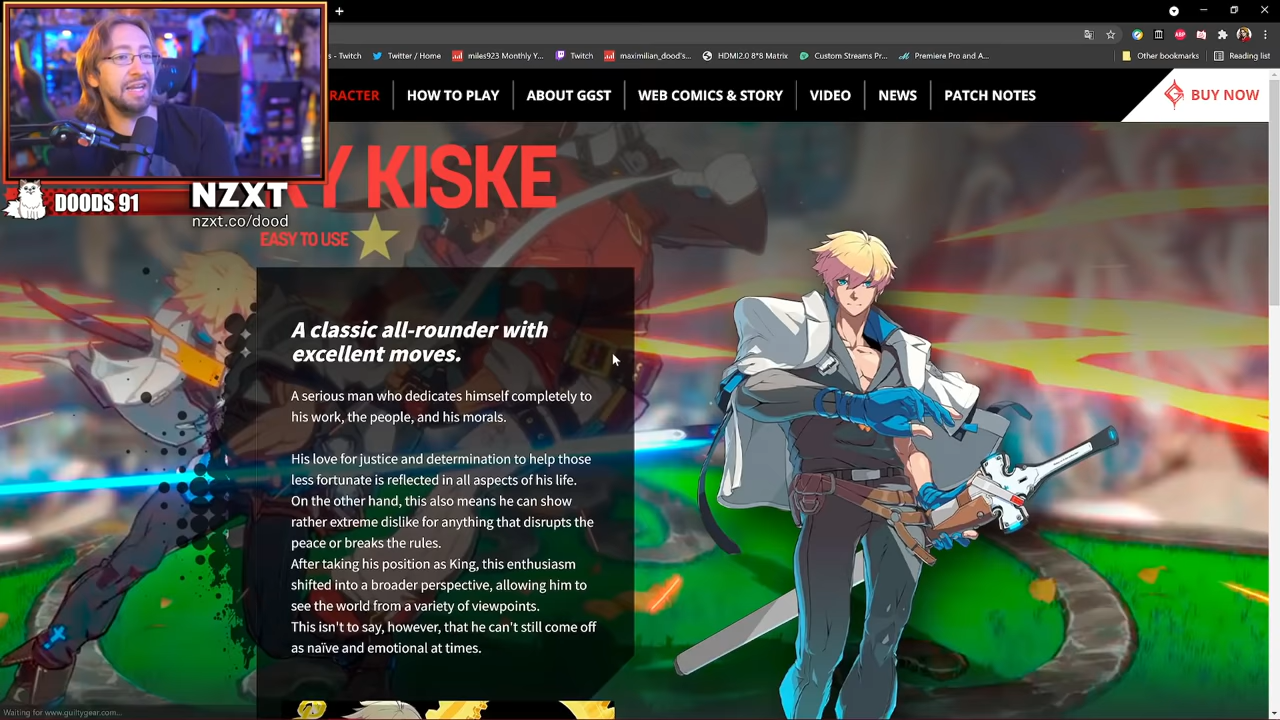 - Twitch
Twitter / Home
miles923 Monthly Y...
Twitch
maximilian_dood's...
HDMI2.0 8*8 Matrix
Custom Streams Pr...
Premiere Pro and A...
Other bookmarks
Reading list
RACTER
HOW TO PLAY
ABOUT GGST
WEB COMICS & STORY
VIDEO
NEWS
PATCH NOTES
BUY NOW
Y KISKE
DOODS 91
NZXT
nzxt.co/dood
EASY TO USE
A classic all-rounder with
excellent moves.
A serious man who dedicates himself completely to
his work, the people, and his morals.
His love for justice and determination to help those
less fortunate is reflected in all aspects of his life.
On the other hand, this also means he can show
rather extreme dislike for anything that disrupts the
peace or breaks the rules.
After taking his position as King, this enthusiasm
shifted into a broader perspective, allowing him to
see the world from a variety of viewpoints.
This isn't to say, however, that he can't still come off
as naïve and emotional at times.
Waiting for www.guiltygear.com...